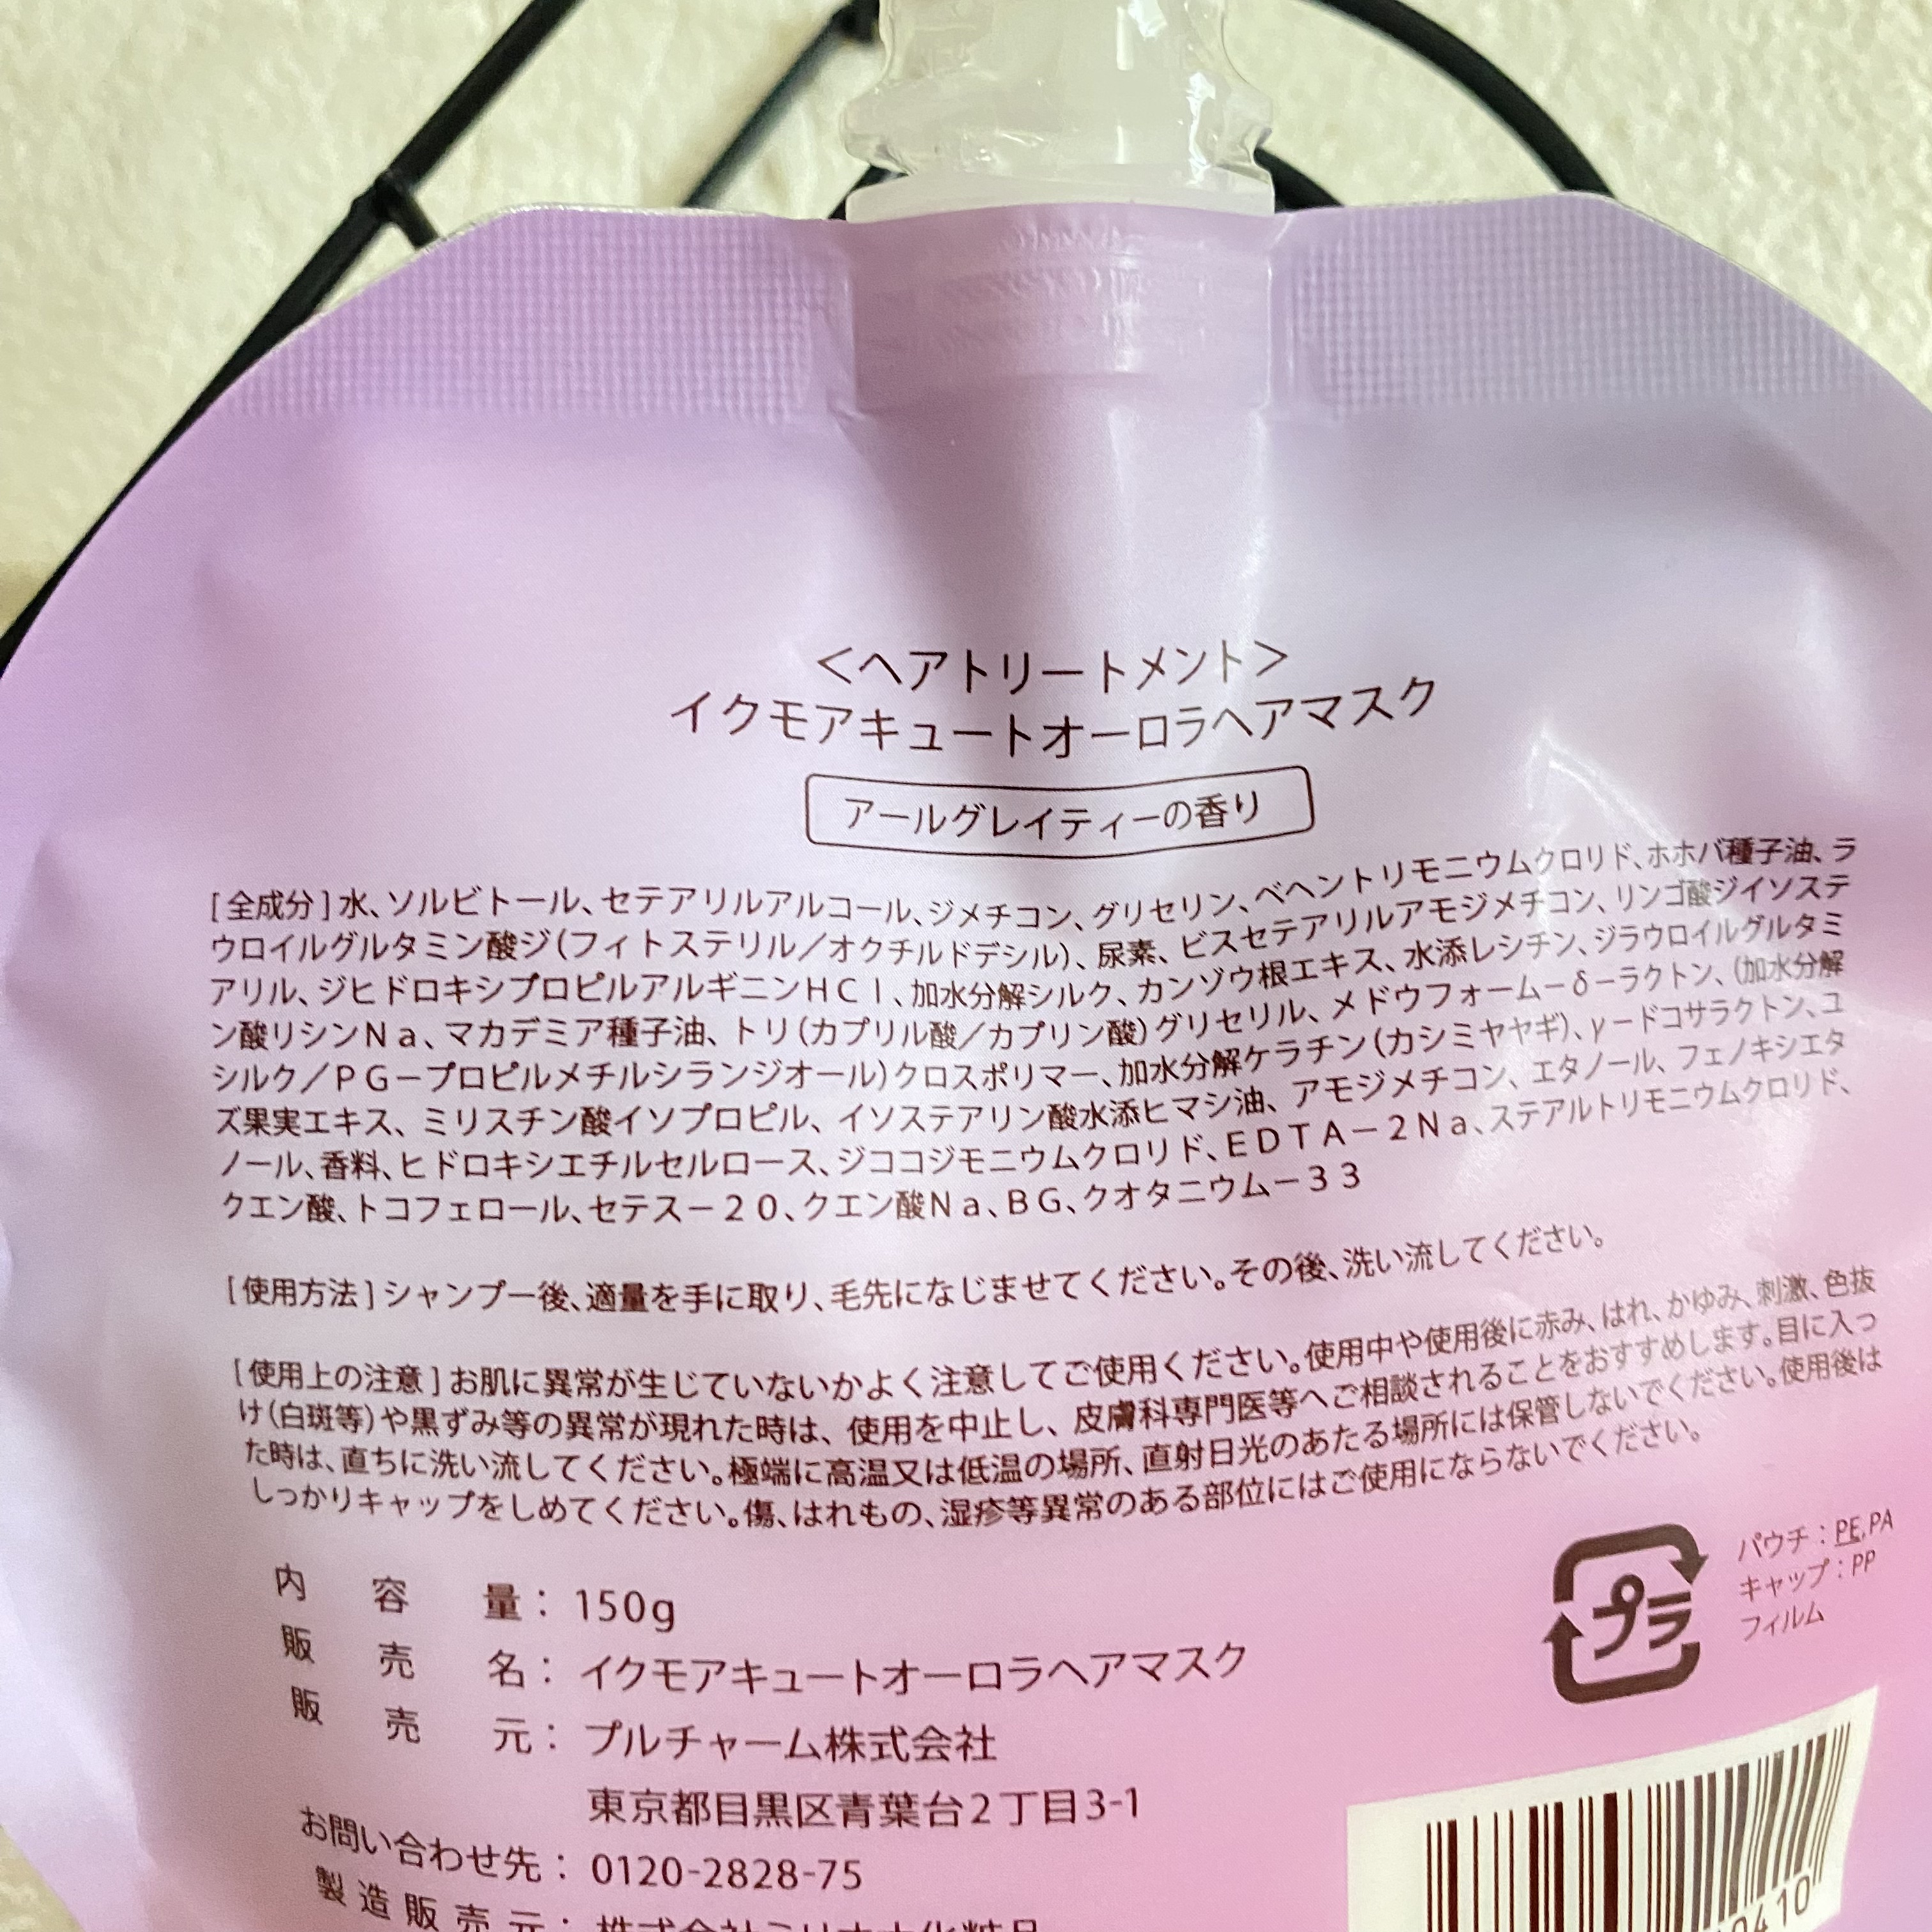 ＜ヘアトリートメント＞
イクモアキュートオーロラヘアマスク
アールグレイティーの香り
[全成分]水、ソルビトール、セテアリルアルコール、ジメチコン、グリセリン、ベヘントリモニウムクロリド、ホホバ種子油、ラ
ウロイルグルタミン酸ジ(フィトステリル／オクチルドデシル)、尿素、ビスセテアリルアモジメチコン、リンゴ酸ジイソステ
アリル、ジヒドロキシプロピルアルギニンＨＣｌ、加水分解シルク、カンゾウ根エキス、水添レシチン、ジラウロイルグルタミ
ン酸リシンＮａ、マカデミア種子油、トリ(カプリル酸／カプリン酸)グリセリル、メドウフォームーδーラクトン、(加水分解
シルク／ＰＧープロピルメチルシランジオール)クロスポリマー、加水分解ケラチン(カシミヤヤギ)、γードコサラクトン、ユ
ズ果実エキス、ミリスチン酸イソプロピル、イソステアリン酸水添ヒマシ油、アモジメチコン、エタノール、フェノキシエタ
ノール、香料、ヒドロキシエチルセルロース、ジココジモニウムクロリド、ＥＤＴＡー２Ｎａ、ステアルトリモニウムクロリド、
クエン酸、トコフェロール、セテスー２０、クエン酸Ｎａ、ＢＧ、クオタニウムー３３
[使用方法]シャンプー後、適量を手に取り、毛先になじませてください。その後、洗い流してください。
[使用上の注意]お肌に異常が生じていないかよく注意してご使用ください。使用中や使用後に赤み、はれ、かゆみ、刺激、色抜
け(白斑等)や黒ずみ等の異常が現れた時は、使用を中止し、皮膚科専門医等へご相談されることをおすすめします。目に入っ
た時は、直ちに洗い流してください。極端に高温又は低温の場所、直射日光のあたる場所には保管しないでください。使用後は
しっかりキャップをしめてください。傷、はれもの、湿疹等異常のある部位にはご使用にならないでください。
内容量：150g
販売名：イクモアキュートオーロラヘアマスク
販売元：プルチャーム株式会社
東京都目黒区青葉台2丁目3-1
お問い合わせ先：0120-2828-75
製造販売元：株式会社
プラ
パウチ：PE,PA
キャップ：PP
フィルム
0410